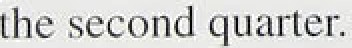 the second quarter.